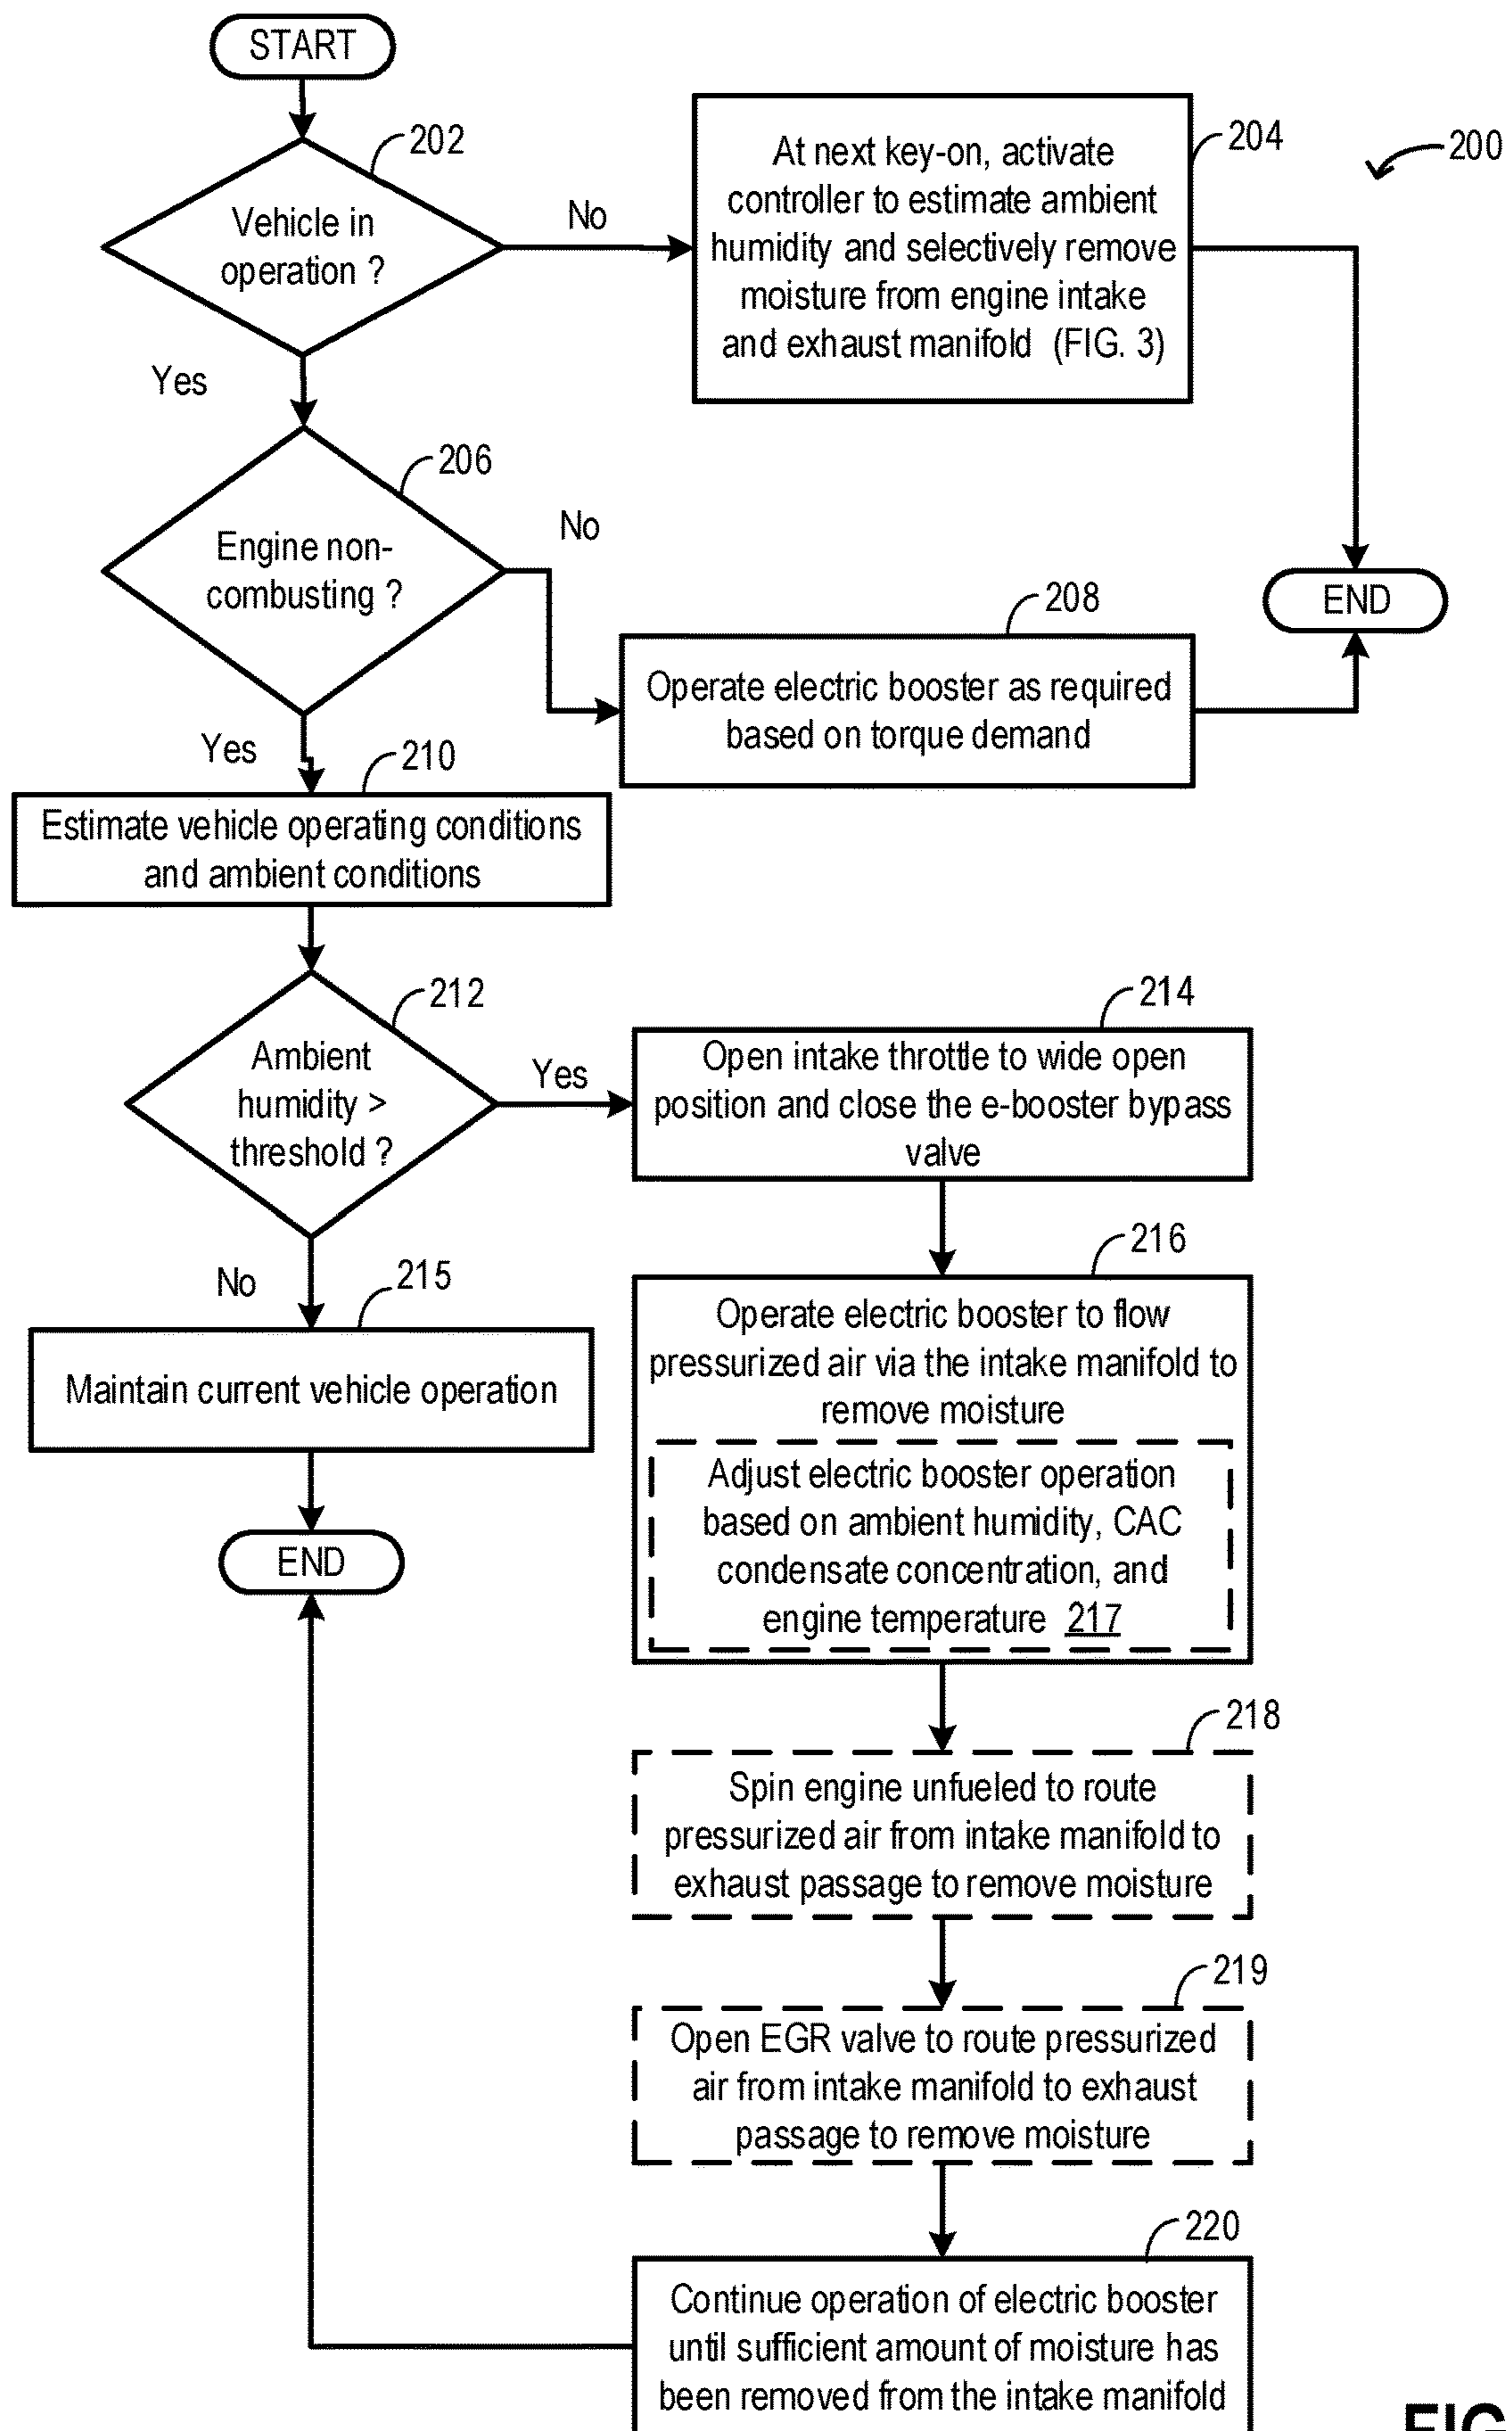 START
202
Vehicle in
operation ?
No
204
At next key-on, activate
controller to estimate ambient
humidity and selectively remove
moisture from engine intake
and exhaust manifold (FIG. 3)
200
Yes
206
Engine non-
combusting ?
No
208
Operate electric booster as required
based on torque demand
END
Yes
210
Estimate vehicle operating conditions
and ambient conditions
212
Ambient
humidity >
threshold ?
Yes
214
Open intake throttle to wide open
position and close the e-booster bypass
valve
No
215
Maintain current vehicle operation
END
216
Operate electric booster to flow
pressurized air via the intake manifold to
remove moisture
Adjust electric booster operation
based on ambient humidity, CAC
condensate concentration, and
engine temperature 217
218
Spin engine unfueled to route
pressurized air from intake manifold to
exhaust passage to remove moisture
219
Open EGR valve to route pressurized
air from intake manifold to exhaust
passage to remove moisture
220
Continue operation of electric booster
until sufficient amount of moisture has
been removed from the intake manifold
FIG